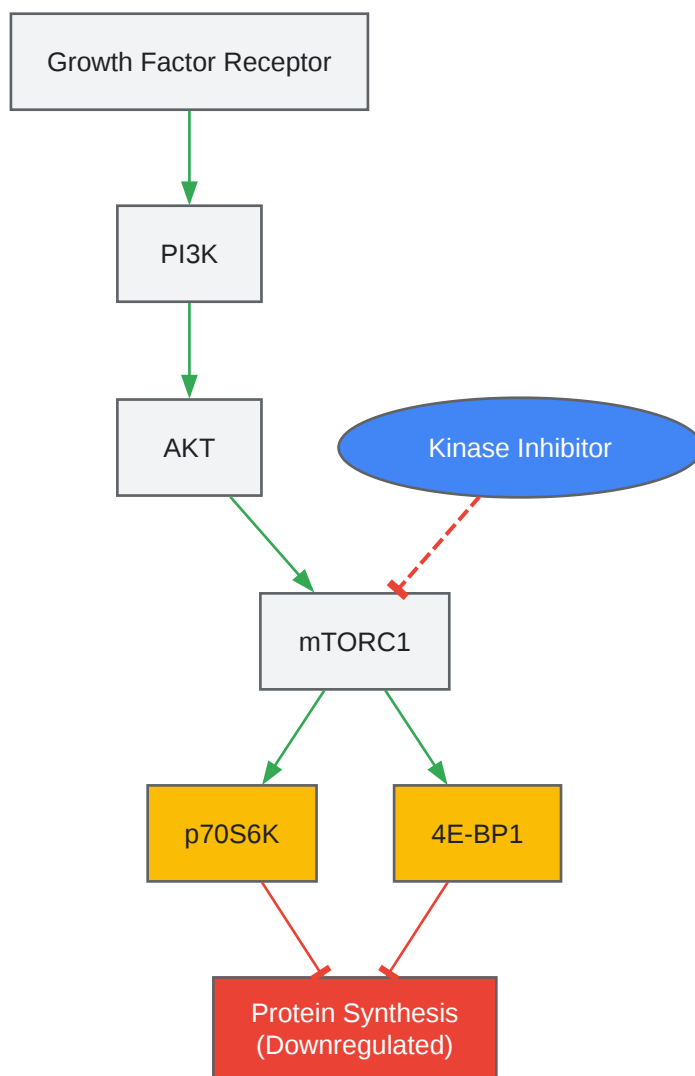 Growth Factor Receptor
PI3K
AKT
Kinase Inhibitor
mTORC1
p70S6K
4E-BP1
Protein Synthesis
(Downregulated)